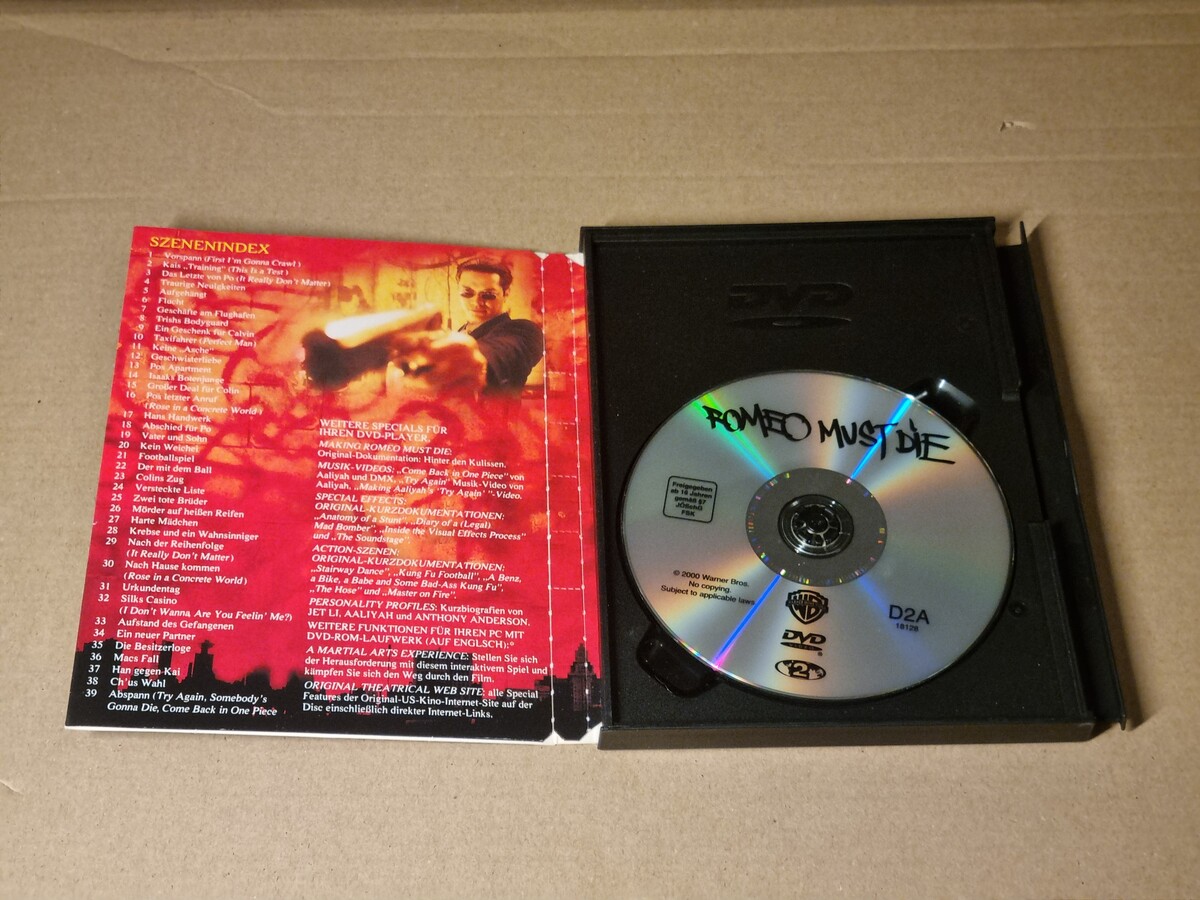 SZENENINDEX
1 Vorspann (First I'm Gonna Crawl)
2 Kais „Training" (This Is a Test)
3 Das Letzte von Po (It Really Don't Matter)
4 Traurige Neuigkeiten
5 Aufgehängt
6 Flucht
7 Geschäfte am Flughafen
8 Trishs Bodyguard
9 Ein Geschenk für Calvin
10 Taxifahrer (Perfect Man)
11 Keine „Asche"
12 Geschwisterliebe
13 Pos Apartment
14 Isaaks Botenjunge
15 Großer Deal für Colin
16 Pos letzter Anruf
(Rose in a Concrete World)
17 Hans Handwerk
18 Abschied für Po
19 Vater und Sohn
20 Kein Weichei
21 Footballspiel
22 Der mit dem Ball
23 Colins Zug
24 Versteckte Liste
25 Zwei tote Brüder
26 Mörder auf heißen Reifen
27 Harte Mädchen
28 Krebse und ein Wahnsinniger
29 Nach der Reihenfolge
(It Really Don't Matter)
30 Nach Hause kommen
(Rose in a Concrete World)
31 Urkundentag
32 Silks Casino
(I Don't Wanna, Are You Feelin' Me?)
33 Aufstand des Gefangenen
34 Ein neuer Partner
35 Die Besitzerloge
36 Macs Fall
37 Han gegen Kai
38 Ch'us Wahl
39 Abspann (Try Again, Somebody's
Gonna Die, Come Back in One Piece
WEITERE SPECIALS FÜR
IHREN DVD-PLAYER.
MAKING ROMEO MUST DIE:
Original-Dokumentation: Hinter den Kulissen.
MUSIK-VIDEOS: „Come Back in One Piece" von
Aaliyah und DMX, „Try Again" Musik-Video von
Aaliyah. „Making Aaliyah's 'Try Again' "-Video.
SPECIAL EFFECTS:
ORIGINAL-KURZDOKUMENTATIONEN:
„Anatomy of a Stunt", „Diary of a (Legal)
Mad Bomber", „Inside the Visual Effects Process"
und „The Soundstage".
ACTION-SZENEN:
ORIGINAL-KURZDOKUMENTATIONEN:
„Stairway Dance", „Kung Fu Football", „A Benz,
a Bike, a Babe and Some Bad-Ass Kung Fu",
„The Hose" und „Master on Fire".
PERSONALITY PROFILES: Kurzbiografien von
JET LI, AALIYAH und ANTHONY ANDERSON.
WEITERE FUNKTIONEN FÜR IHREN PC MIT
DVD-ROM-LAUFWERK (AUF ENGLSCH):*
A MARTIAL ARTS EXPERIENCE: Stellen Sie sich
der Herausforderung mit diesem interaktivem Spiel und
kämpfen Sie sich den Weg durch den Film.
ORIGINAL THEATRICAL WEB SITE: alle Special
Features der Original-US-Kino-Internet-Site auf der
Disc einschließlich direkter Internet-Links.
DVD
ROMEO MUST DIE
Freigegeben
ab 16 Jahren
gemäß §7
JÖSchG
FSK
© 2000 Warner Bros.
No copying.
Subject to applicable laws
WB
DVD
VIDEO
2
D2A
18128